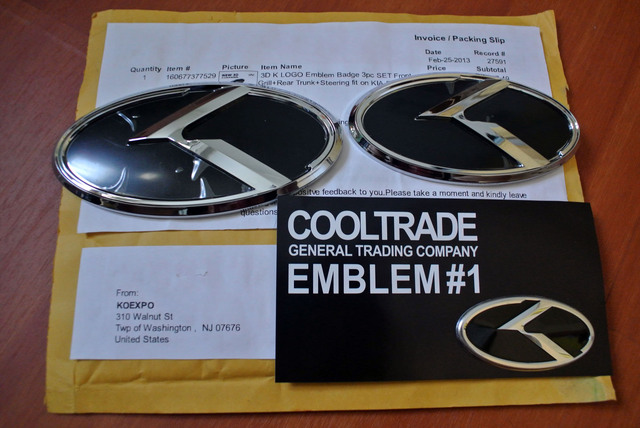 Invoice / Packing Slip
Date Record #
Feb-25-2013 27591
Quantity Item # Picture Item Name Price Subtotal
1 160677377529 3D K LOGO Emblem Badge 3pc SET Front
Grill+Rear Trunk+Steering fit on KIA
positive feedback to you.Please take a moment and kindly leave
questions
COOLTRADE
GENERAL TRADING COMPANY
EMBLEM #1
From:
KOEXPO
310 Walnut St
Twp of Washington , NJ 07676
United States